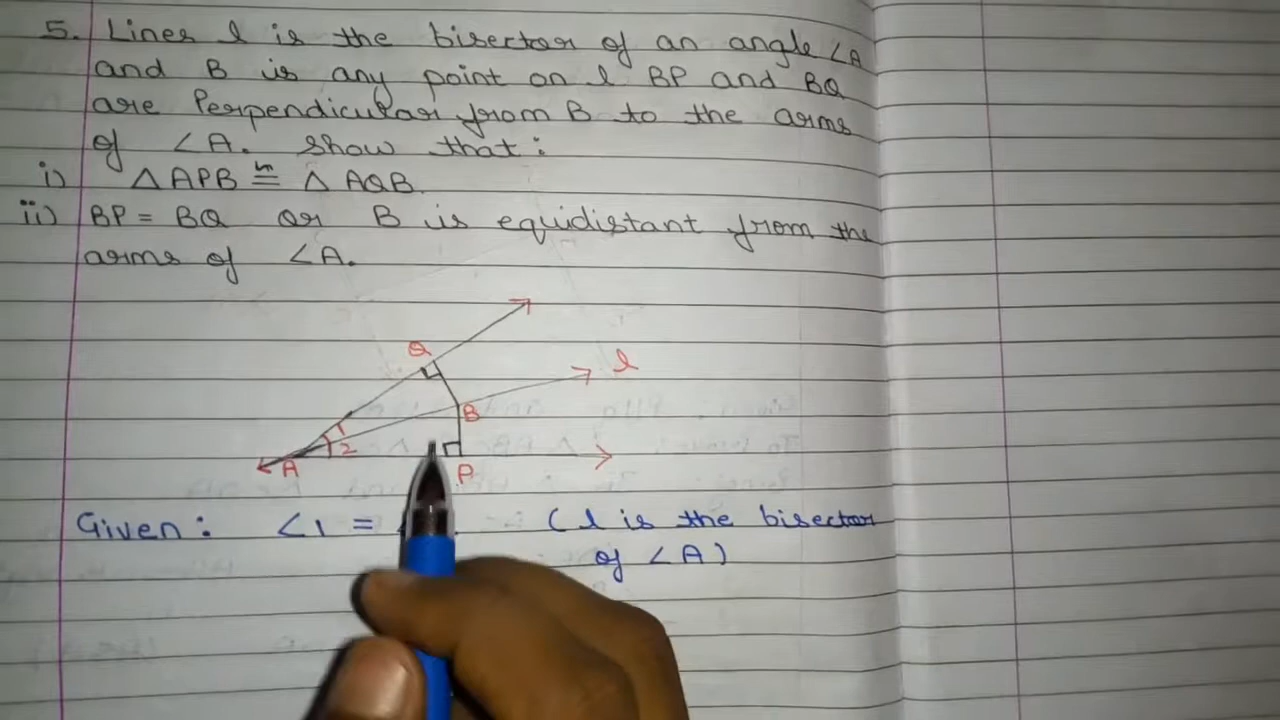 5. Lines l is the bisector of an angle ∠A
and B is any point on l BP and BQ
are Perpendicular from B to the arms
of ∠A. Show that:
i) △APB ≅ △AQB.
ii) BP = BQ or B is equidistant from the
arms of ∠A.
Q
l
B
1
2
A
P
Given: ∠1 = (l is the bisector
of ∠A)